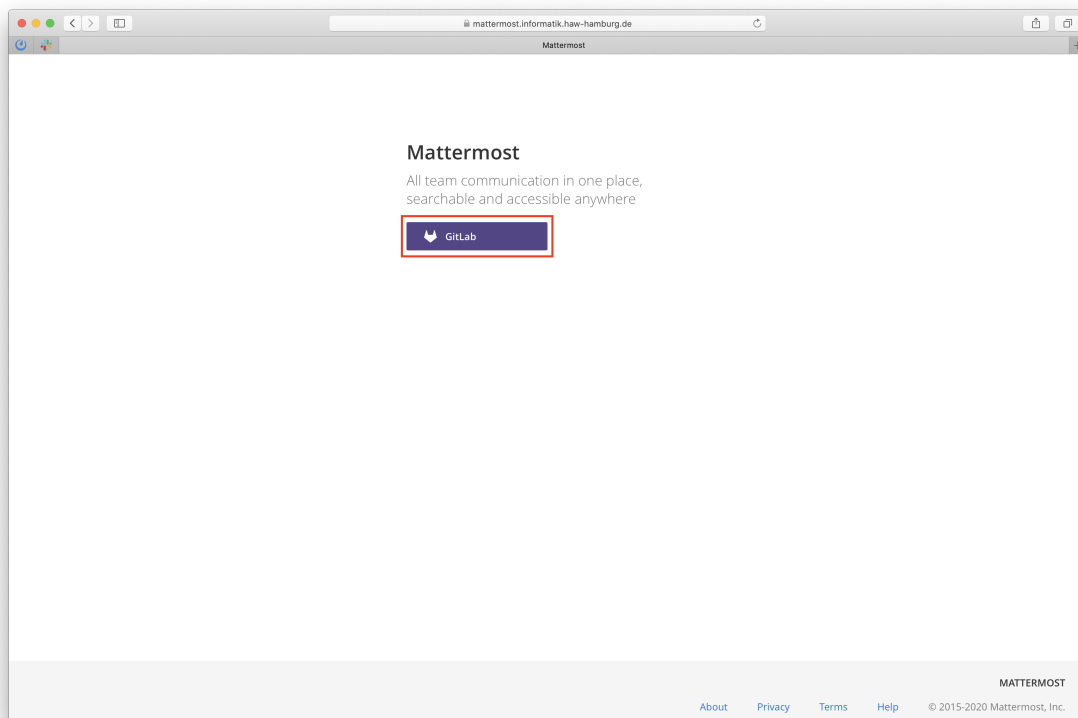 mattermost.informatik.haw-hamburg.de
Mattermost
Mattermost
All team communication in one place,
searchable and accessible anywhere
GitLab
MATTERMOST
About Privacy Terms Help © 2015-2020 Mattermost, Inc.